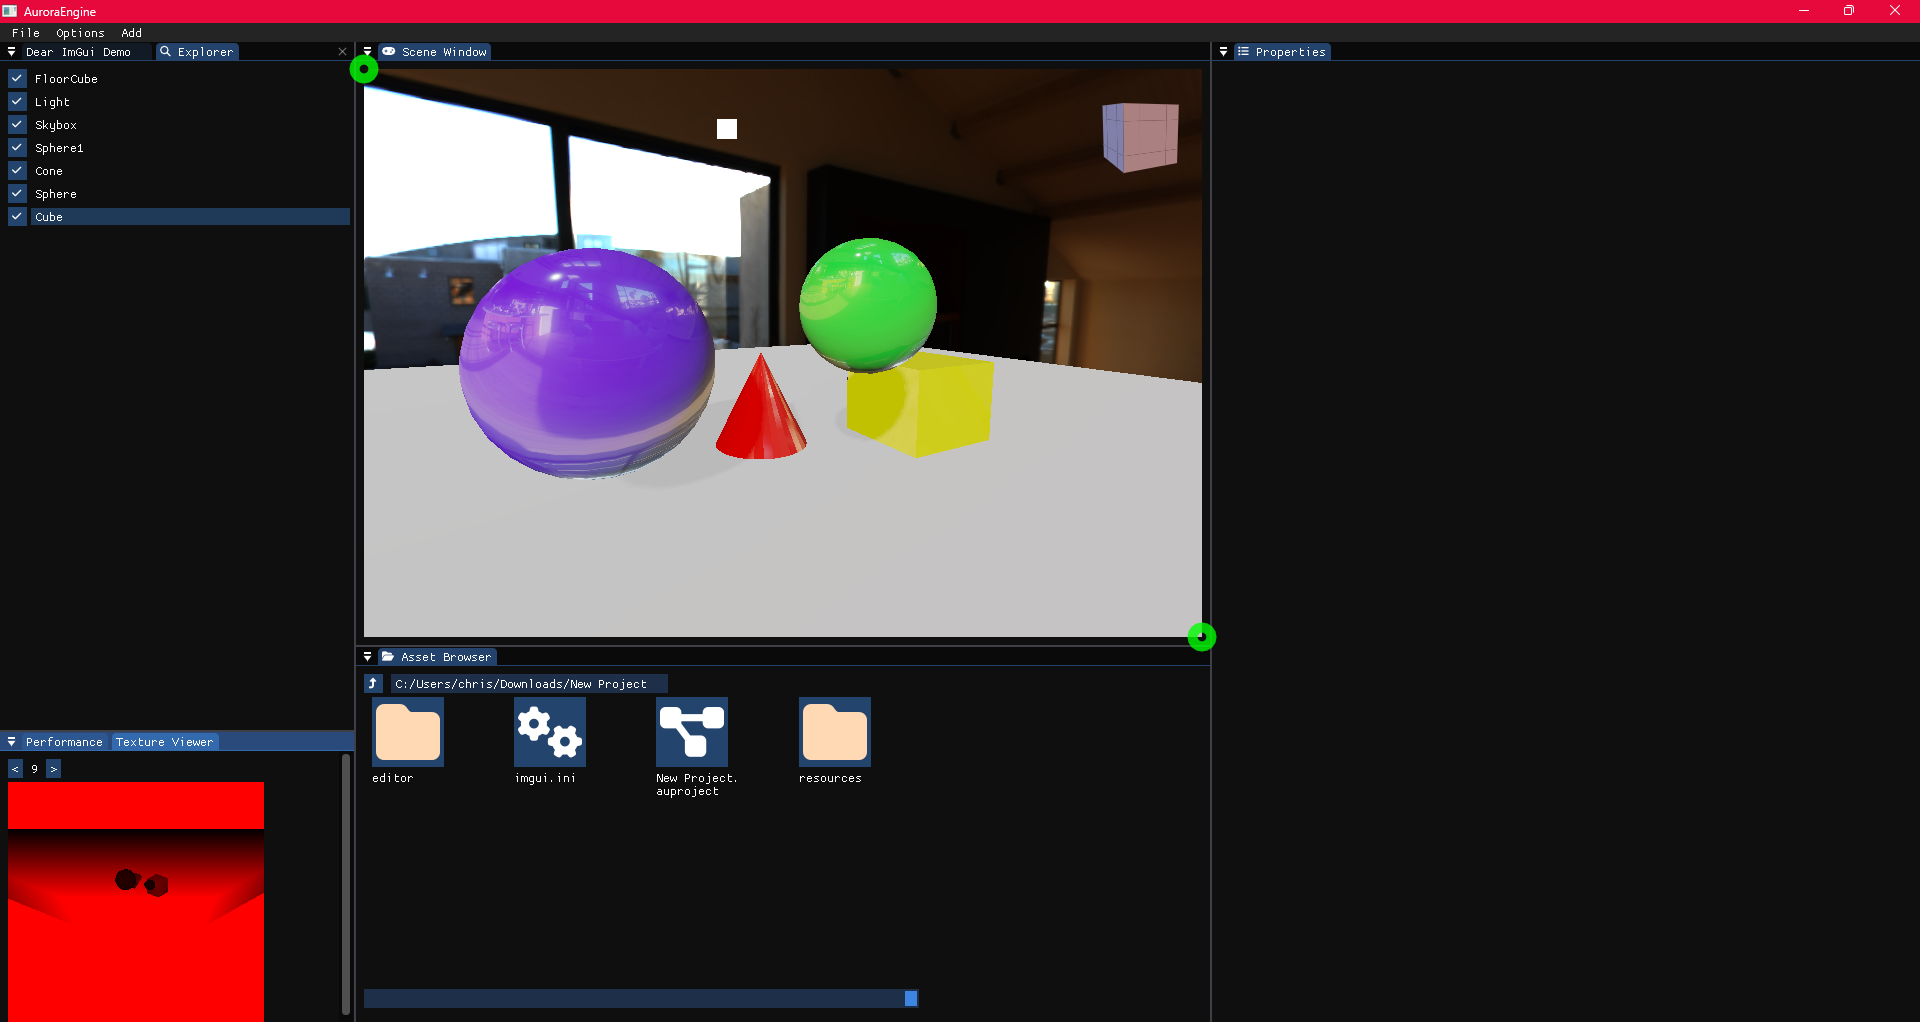 AuroraEngine
File Options Add
Dear ImGui Demo Explorer
FloorCube
Light
Skybox
Sphere1
Cone
Sphere
Cube
Scene Window
Properties
Asset Browser
C:/Users/chris/Downloads/New Project
editor
imgui.ini
New Project.
auproject
resources
Performance Texture Viewer
< 9 >